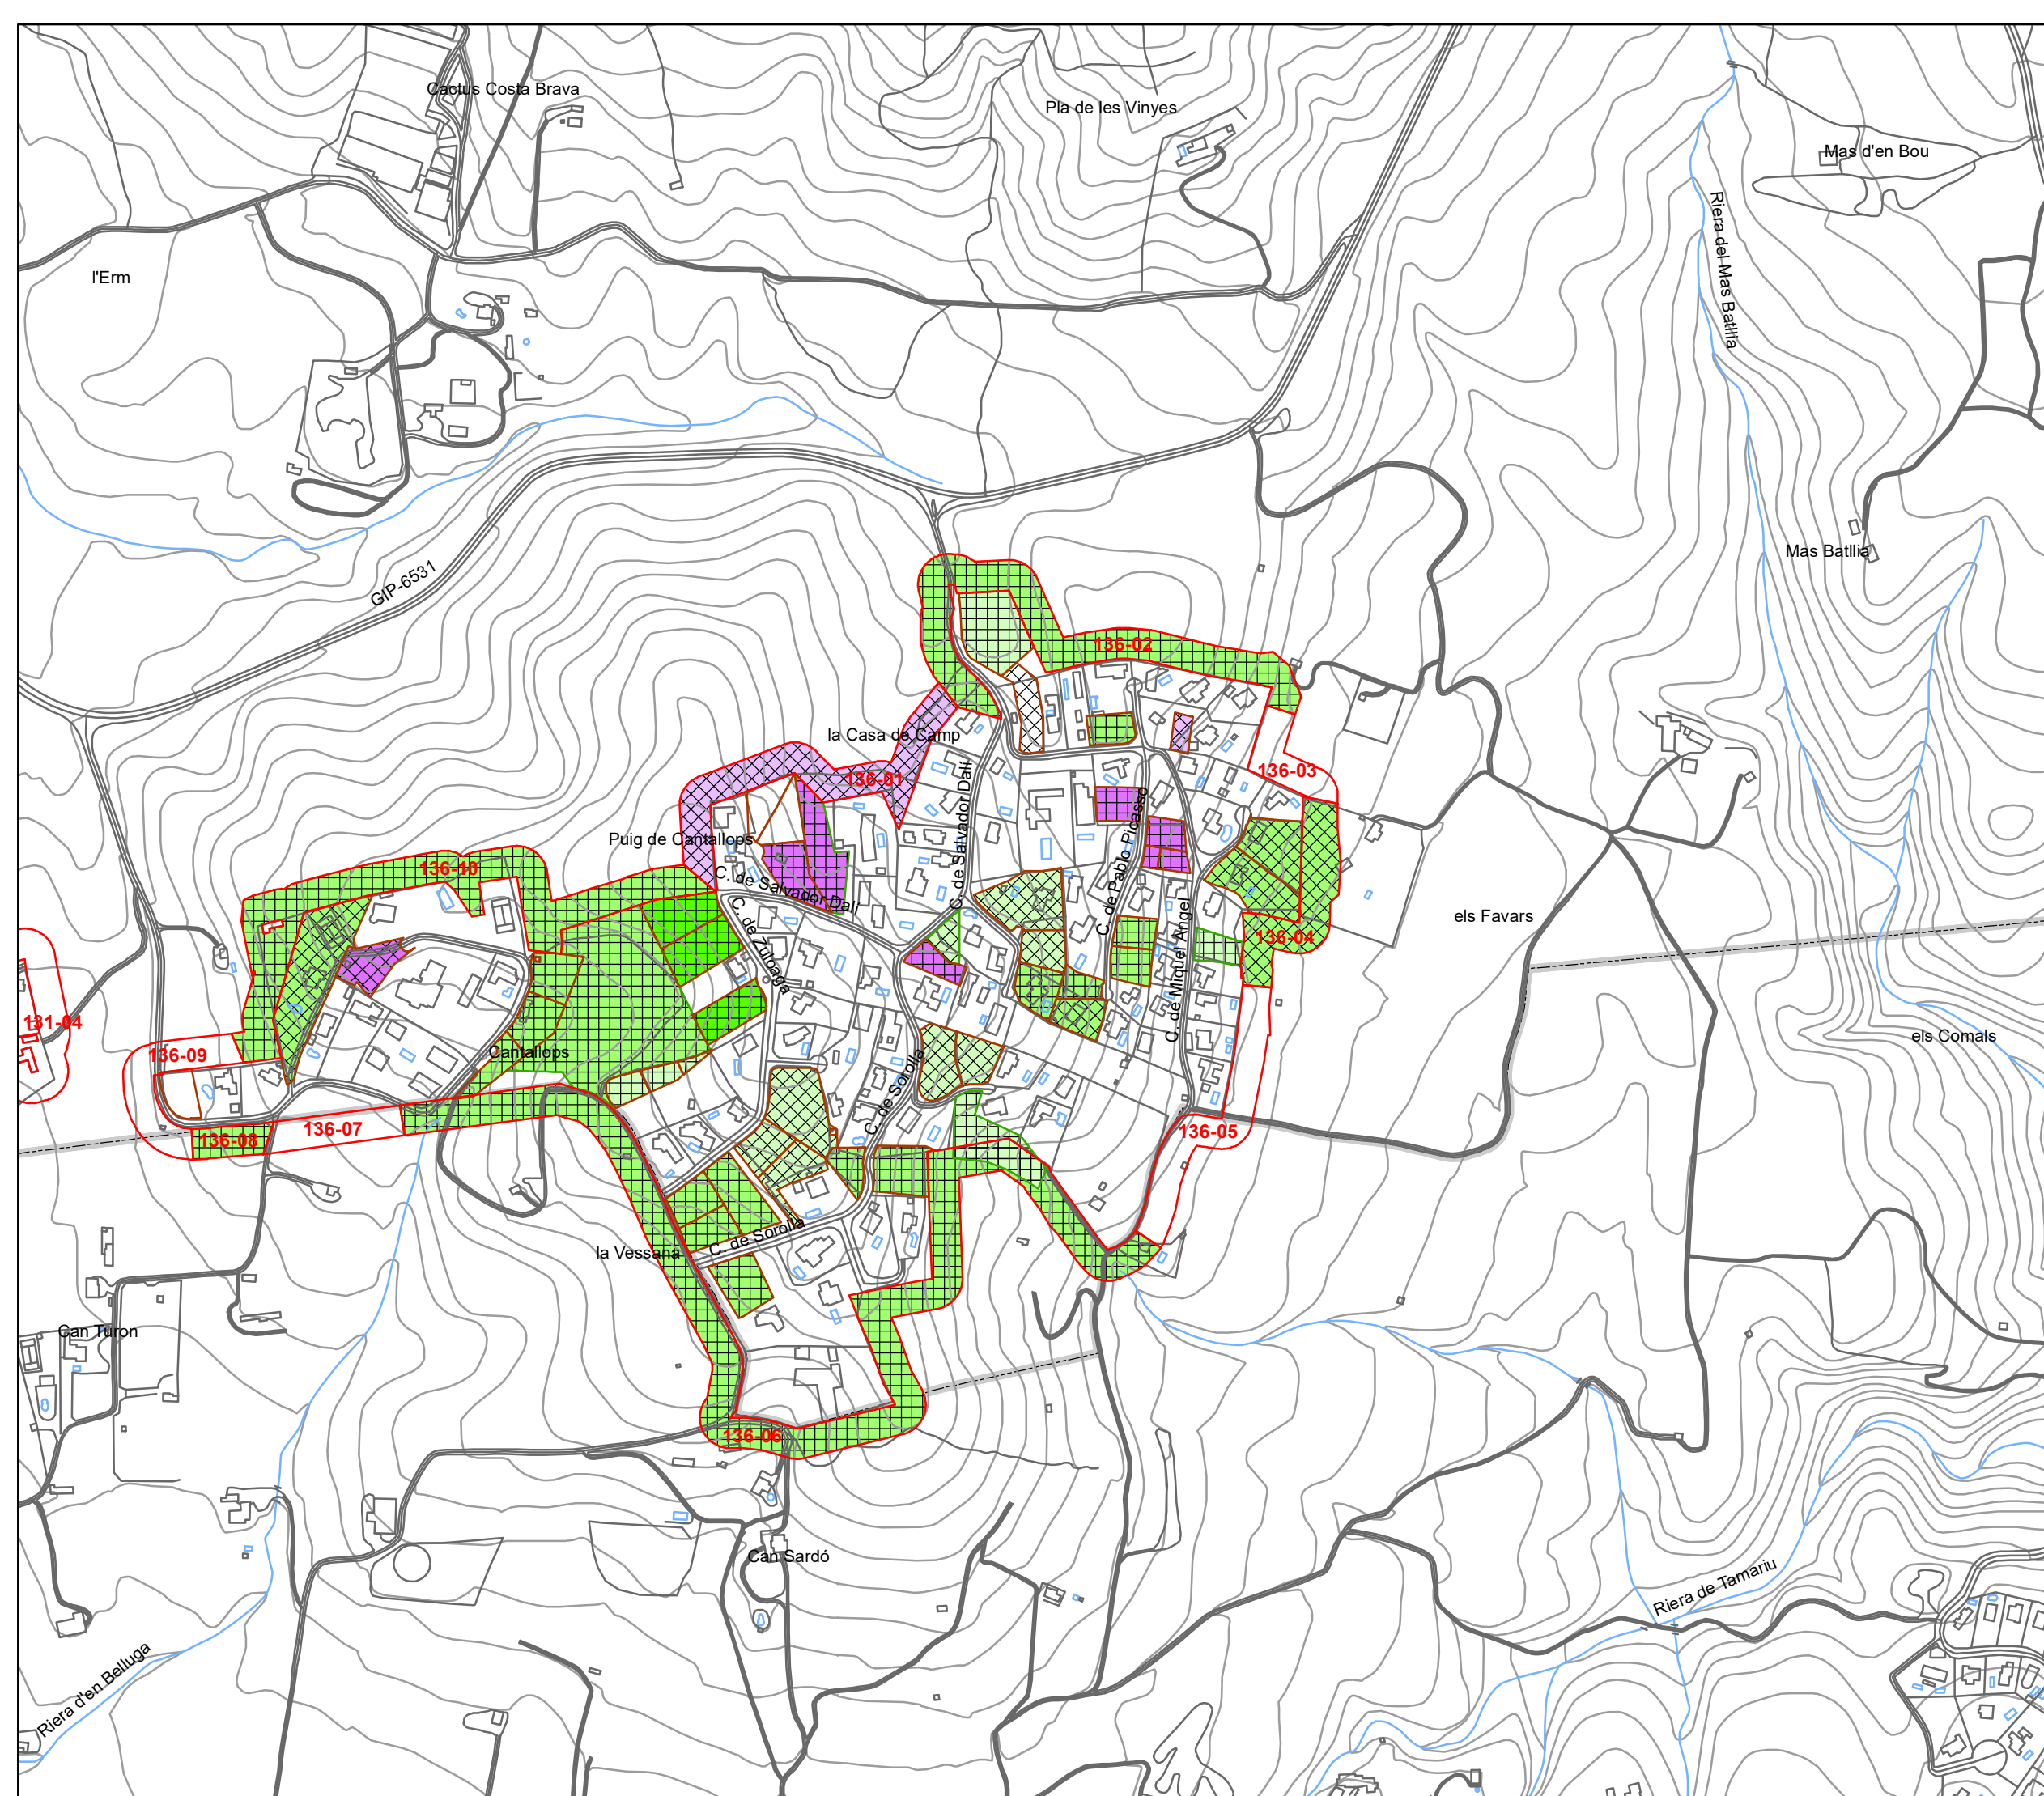 Cactus Costa Brava
Pla de les Vinyes
Mas d'en Bou
l'Erm
Riera del Mas Batllia
GIP-6531
Mas Batllia
136-02
la Casa de Camp
136-01
136-03
C. de Salvador Dalí
Puig de Cantallops
C. de Pablo Picasso
136-10
C. de Salvador Dalí
C. de Zuloaga
C. de Miquel Angel
els Favars
136-04
131-04
136-09
Cantallops
els Comals
C. de Sorolla
136-08
136-07
136-05
C. de Sorolla
la Vessana
Can Turon
136-06
Can Sardó
Riera de Tamariu
Riera d'en Belluga